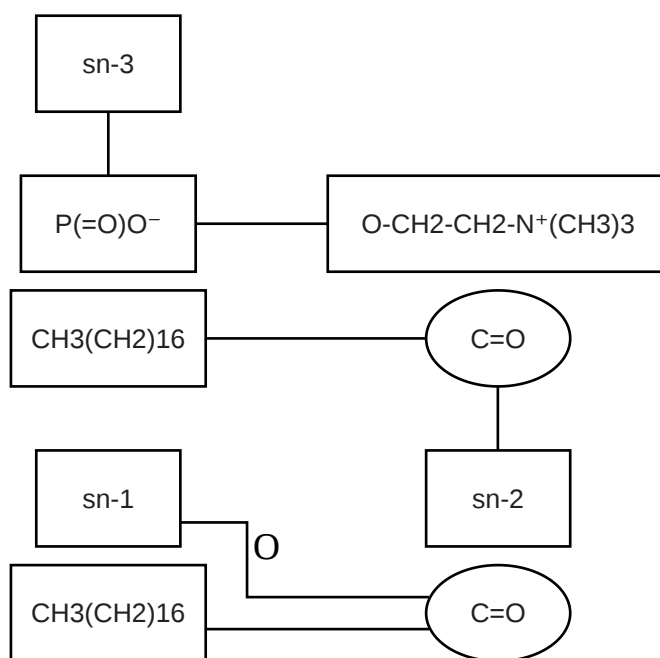 sn-3
P(=O)O⁻
O-CH2-CH2-N⁺(CH3)3
CH3(CH2)16
C=O
sn-1
sn-2
O
CH3(CH2)16
C=O